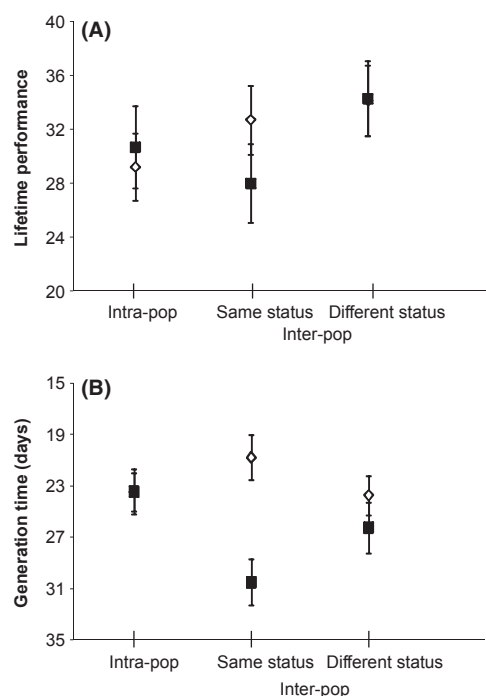 (A)
Lifetime performance
40
36
32
28
24
20
Intra-pop Same status Different status
Inter-pop
(B)
Generation time (days)
15
19
23
27
31
35
Intra-pop Same status Different status
Inter-pop